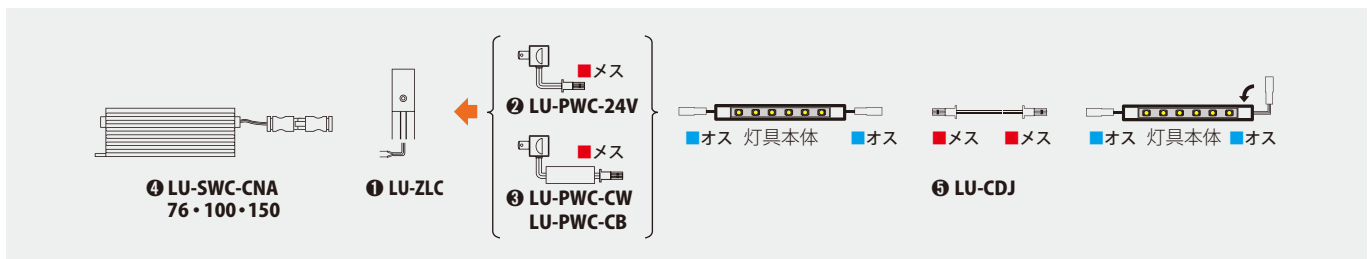 ■メス
❷ LU-PWC-24V
■メス
❸ LU-PWC-CW
LU-PWC-CB
❹ LU-SWC-CNA
76・100・150
❶ LU-ZLC
■オス 灯具本体 ■オス
■メス ■メス
❺ LU-CDJ
■オス 灯具本体 ■オス